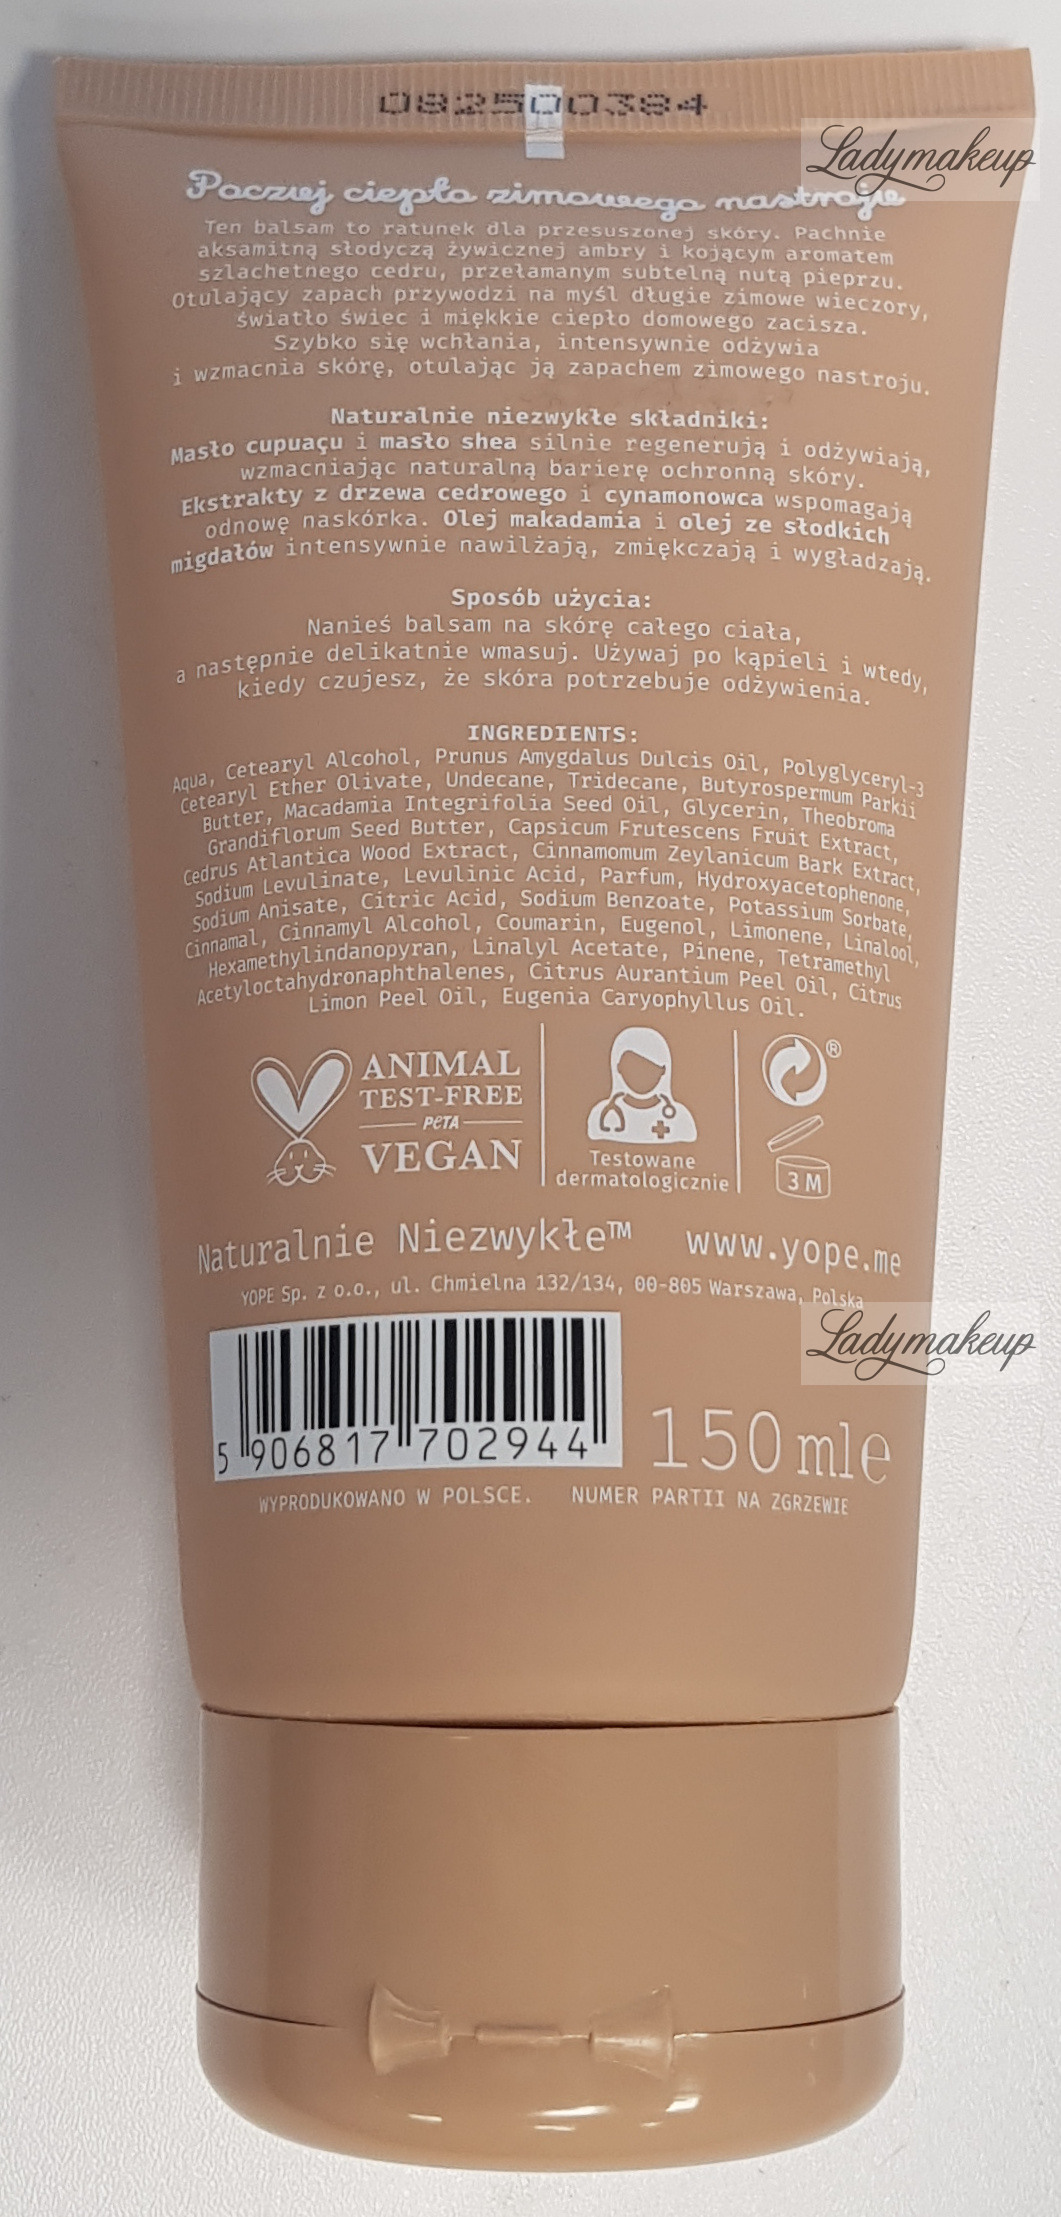 082500384
Ladymakeup
Poczuj ciepło zimowego nastroju
Ten balsam to ratunek dla przesuszonej skóry. Pachnie
aksamitną słodyczą żywicznej ambry i kojącym aromatem
szlachetnego cedru, przełamanym subtelną nutą pieprzu.
Otulający zapach przywodzi na myśl długie zimowe wieczory,
światło świec i miękkie ciepło domowego zacisza.
Szybko się wchłania, intensywnie odżywia
i wzmacnia skórę, otulając ją zapachem zimowego nastroju.
Naturalnie niezwykłe składniki:
Masło cupuaçu i masło shea silnie regenerują i odżywiają,
wzmacniając naturalną barierę ochronną skóry.
Ekstrakty z drzewa cedrowego i cynamonowca wspomagają
odnowę naskórka. Olej makadamia i olej ze słodkich
migdałów intensywnie nawilżają, zmiękczają i wygładzają.
Sposób użycia:
Nanieś balsam na skórę całego ciała,
a następnie delikatnie wmasuj. Używaj po kąpieli i wtedy,
kiedy czujesz, że skóra potrzebuje odżywienia.
INGREDIENTS:
Aqua, Cetearyl Alcohol, Prunus Amygdalus Dulcis Oil, Polyglyceryl-3
Cetearyl Ether Olivate, Undecane, Tridecane, Butyrospermum Parkii
Butter, Macadamia Integrifolia Seed Oil, Glycerin, Theobroma
Grandiflorum Seed Butter, Capsicum Frutescens Fruit Extract,
Cedrus Atlantica Wood Extract, Cinnamomum Zeylanicum Bark Extract,
Sodium Levulinate, Levulinic Acid, Parfum, Hydroxyacetophenone,
Sodium Anisate, Citric Acid, Sodium Benzoate, Potassium Sorbate,
Cinnamal, Cinnamyl Alcohol, Coumarin, Eugenol, Limonene, Linalool,
Hexamethylindanopyran, Linalyl Acetate, Pinene, Tetramethyl
Acetyloctahydronaphthalenes, Citrus Aurantium Peel Oil, Citrus
Limon Peel Oil, Eugenia Caryophyllus Oil.
ANIMAL
TEST-FREE
PETA
VEGAN
Testowane
dermatologicznie
®
3 M
Naturalnie Niezwykłe™ www.yope.me
YOPE Sp. z o.o., ul. Chmielna 132/134, 00-805 Warszawa, Polska
Ladymakeup
5 906817 702944
150 ml e
WYPRODUKOWANO W POLSCE. NUMER PARTII NA ZGRZEWIE